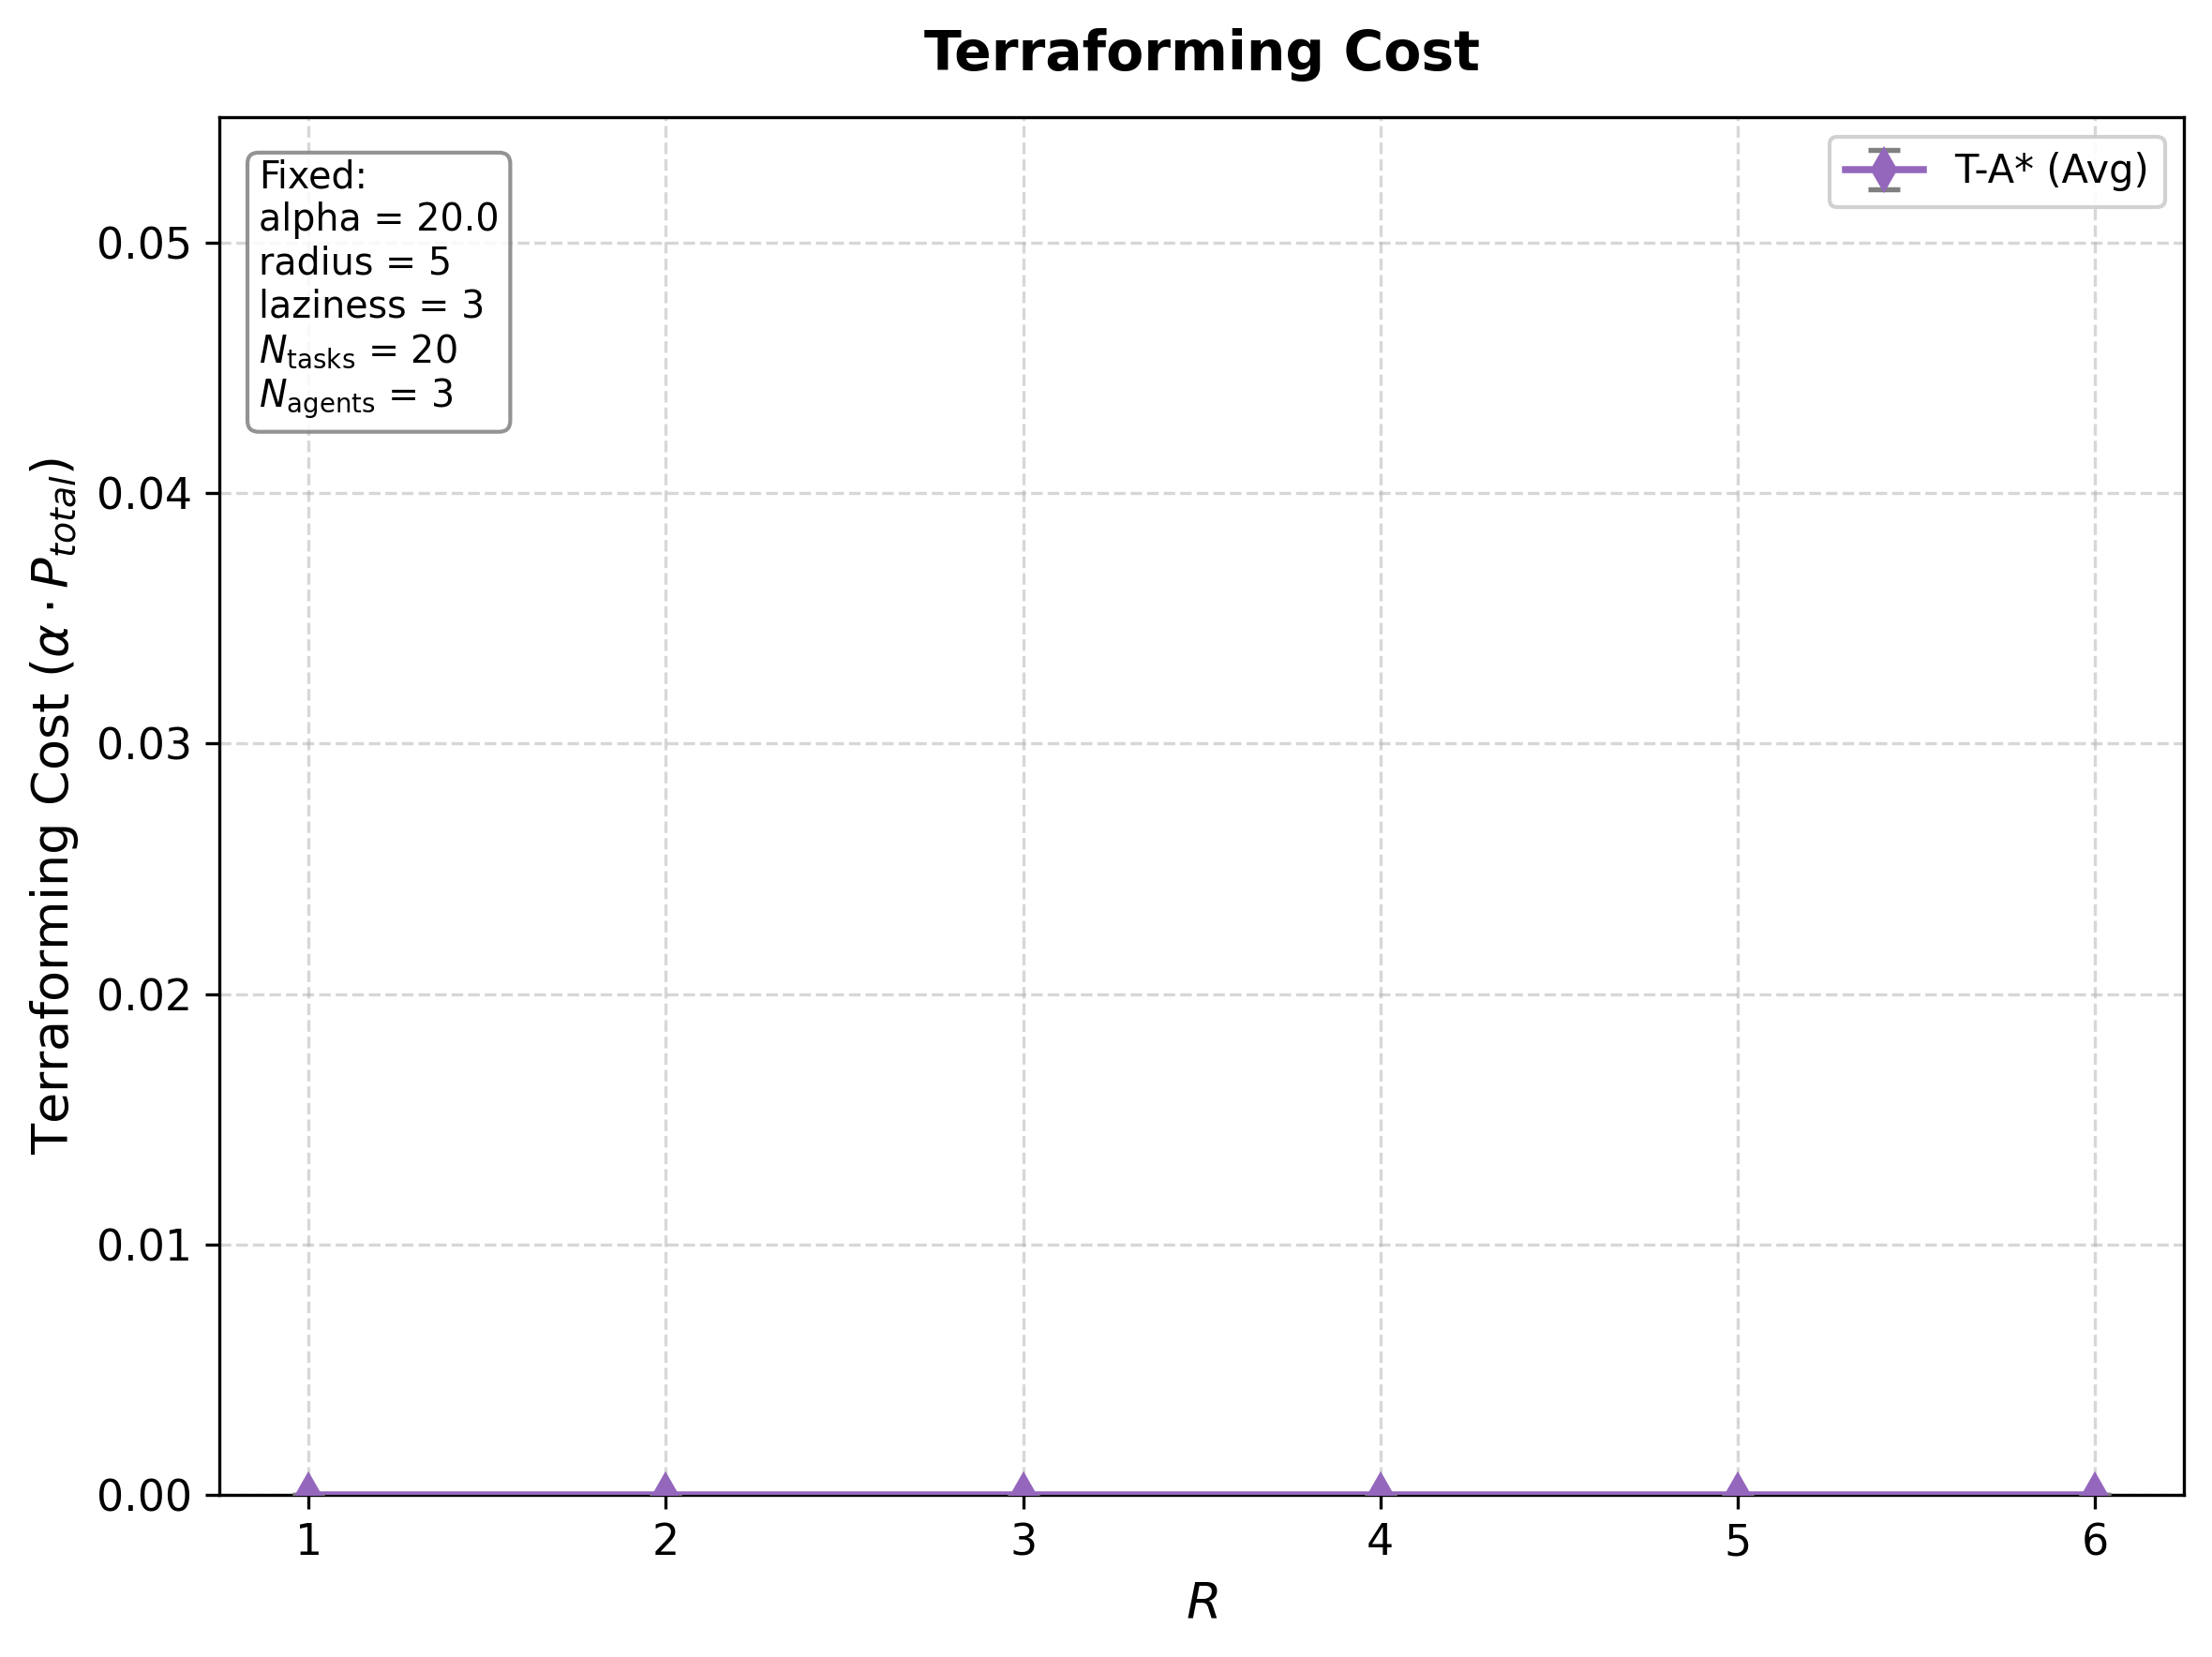 Terraforming Cost
Fixed:
alpha = 20.0
radius = 5
laziness = 3
N_tasks = 20
N_agents = 3
T-A* (Avg)
Terraforming Cost (α · P_total)
0.05
0.04
0.03
0.02
0.01
0.00
1 2 3 4 5 6
R